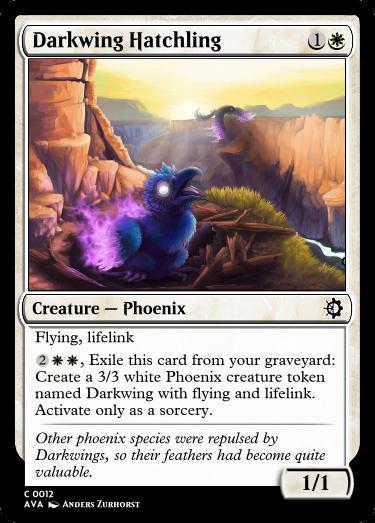 Darkwing Hatchling 1
Creature — Phoenix
Flying, lifelink
2, Exile this card from your graveyard:
Create a 3/3 white Phoenix creature token
named Darkwing with flying and lifelink.
Activate only as a sorcery.
Other phoenix species were repulsed by
Darkwings, so their feathers had become quite
valuable.
1/1
C 0012
AVA Anders Zurhorst